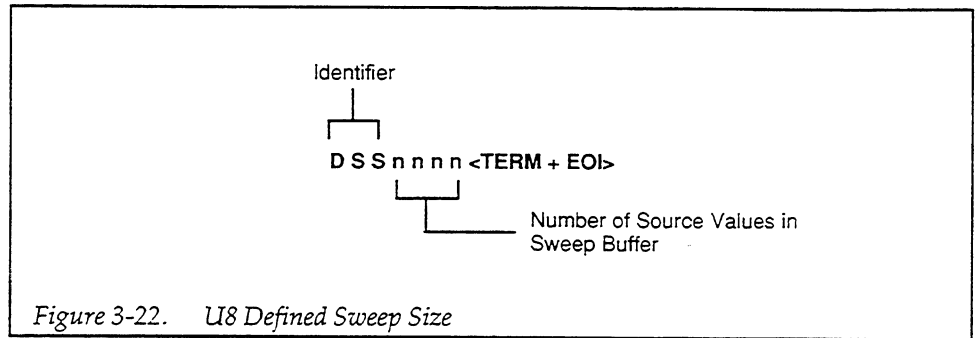 Identifier
D S S n n n n <TERM + EOI>
Number of Source Values in
Sweep Buffer
Figure 3-22. U8 Defined Sweep Size